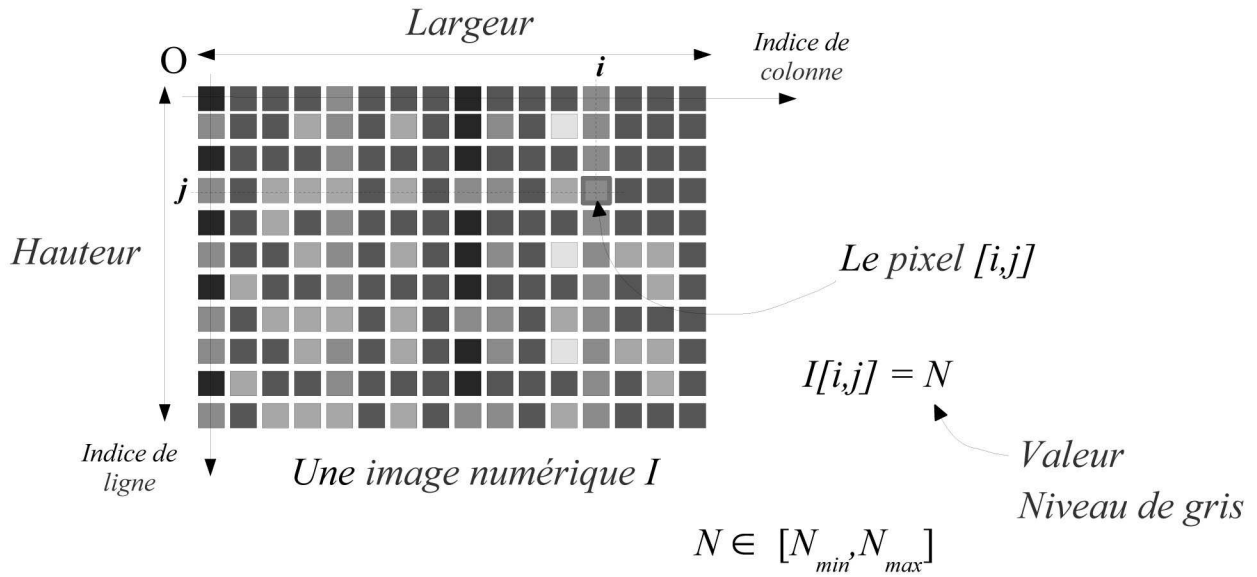 Largeur
O
i
Indice de
colonne
j
Hauteur
Le pixel [i,j]
I[i,j] = N
Indice de
ligne
Une image numérique I
Valeur
Niveau de gris
N ∈ [Nmin,Nmax]